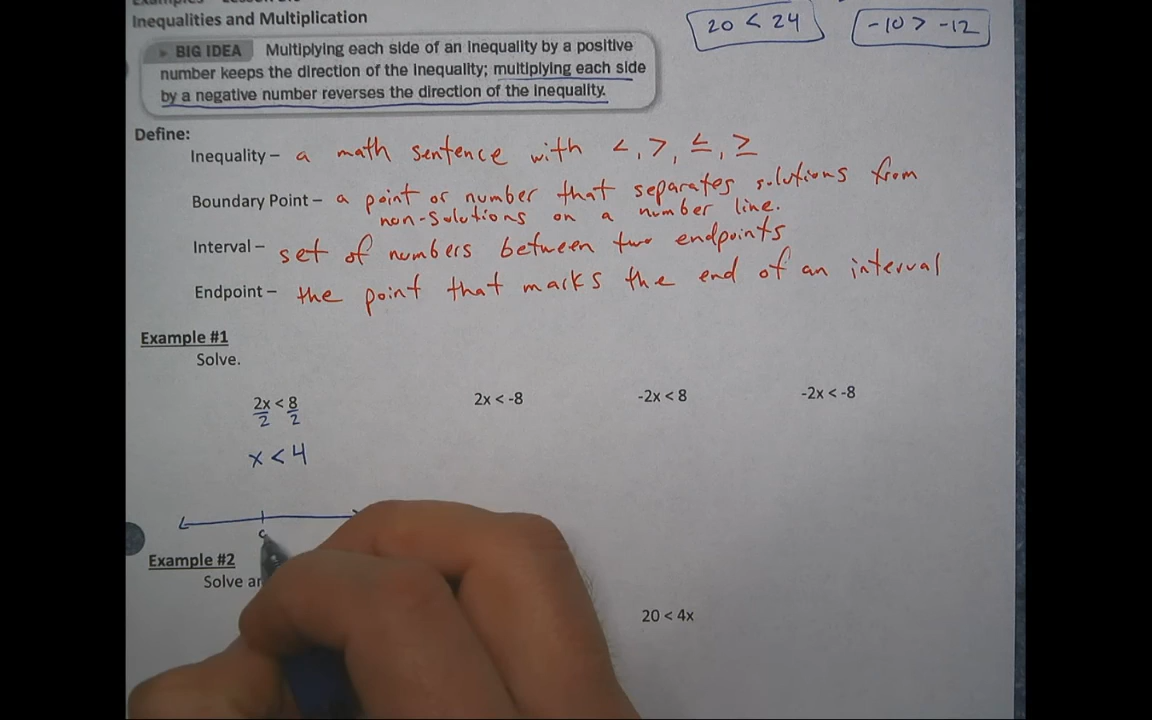 Inequalities and Multiplication
20 < 24
-10 > -12
BIG IDEA Multiplying each side of an inequality by a positive
number keeps the direction of the inequality; multiplying each side
by a negative number reverses the direction of the inequality.
Define:
Inequality – a math sentence with <, >, ≤, ≥
Boundary Point – a point or number that separates solutions from
non-solutions on a number line.
Interval – set of numbers between two endpoints
Endpoint – the point that marks the end of an interval
Example #1
Solve.
2x < 8
2 2
x < 4
2x < -8
-2x < 8
-2x < -8
Example #2
Solve
20 < 4x